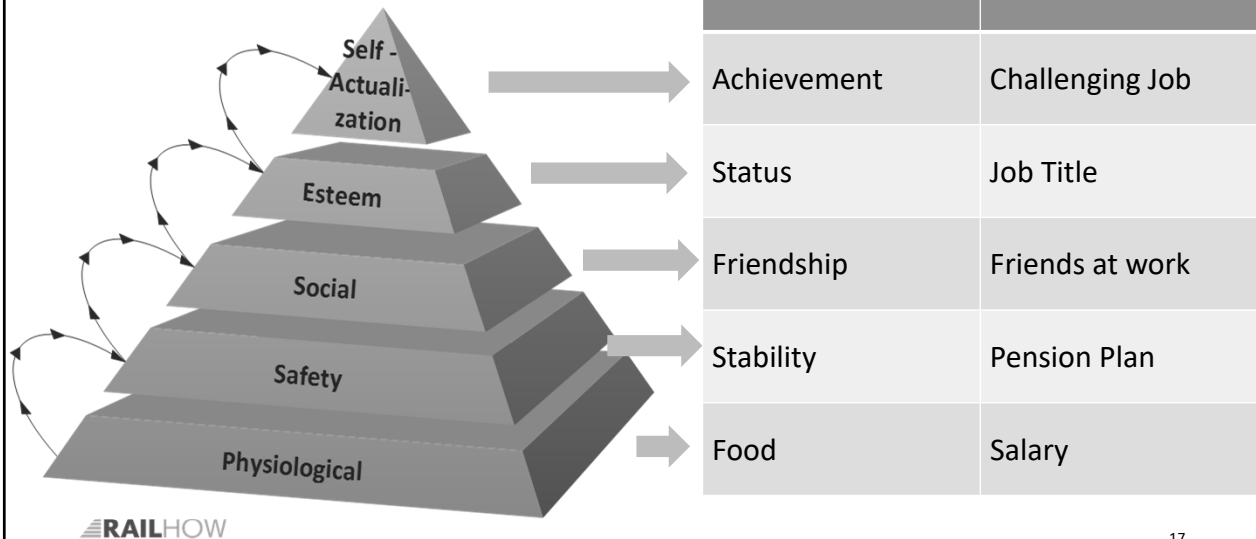 Self -
Actuali-
zation
Achievement Challenging Job
Esteem
Status Job Title
Social
Friendship Friends at work
Safety
Stability Pension Plan
Physiological
Food Salary
RAILHOW
17